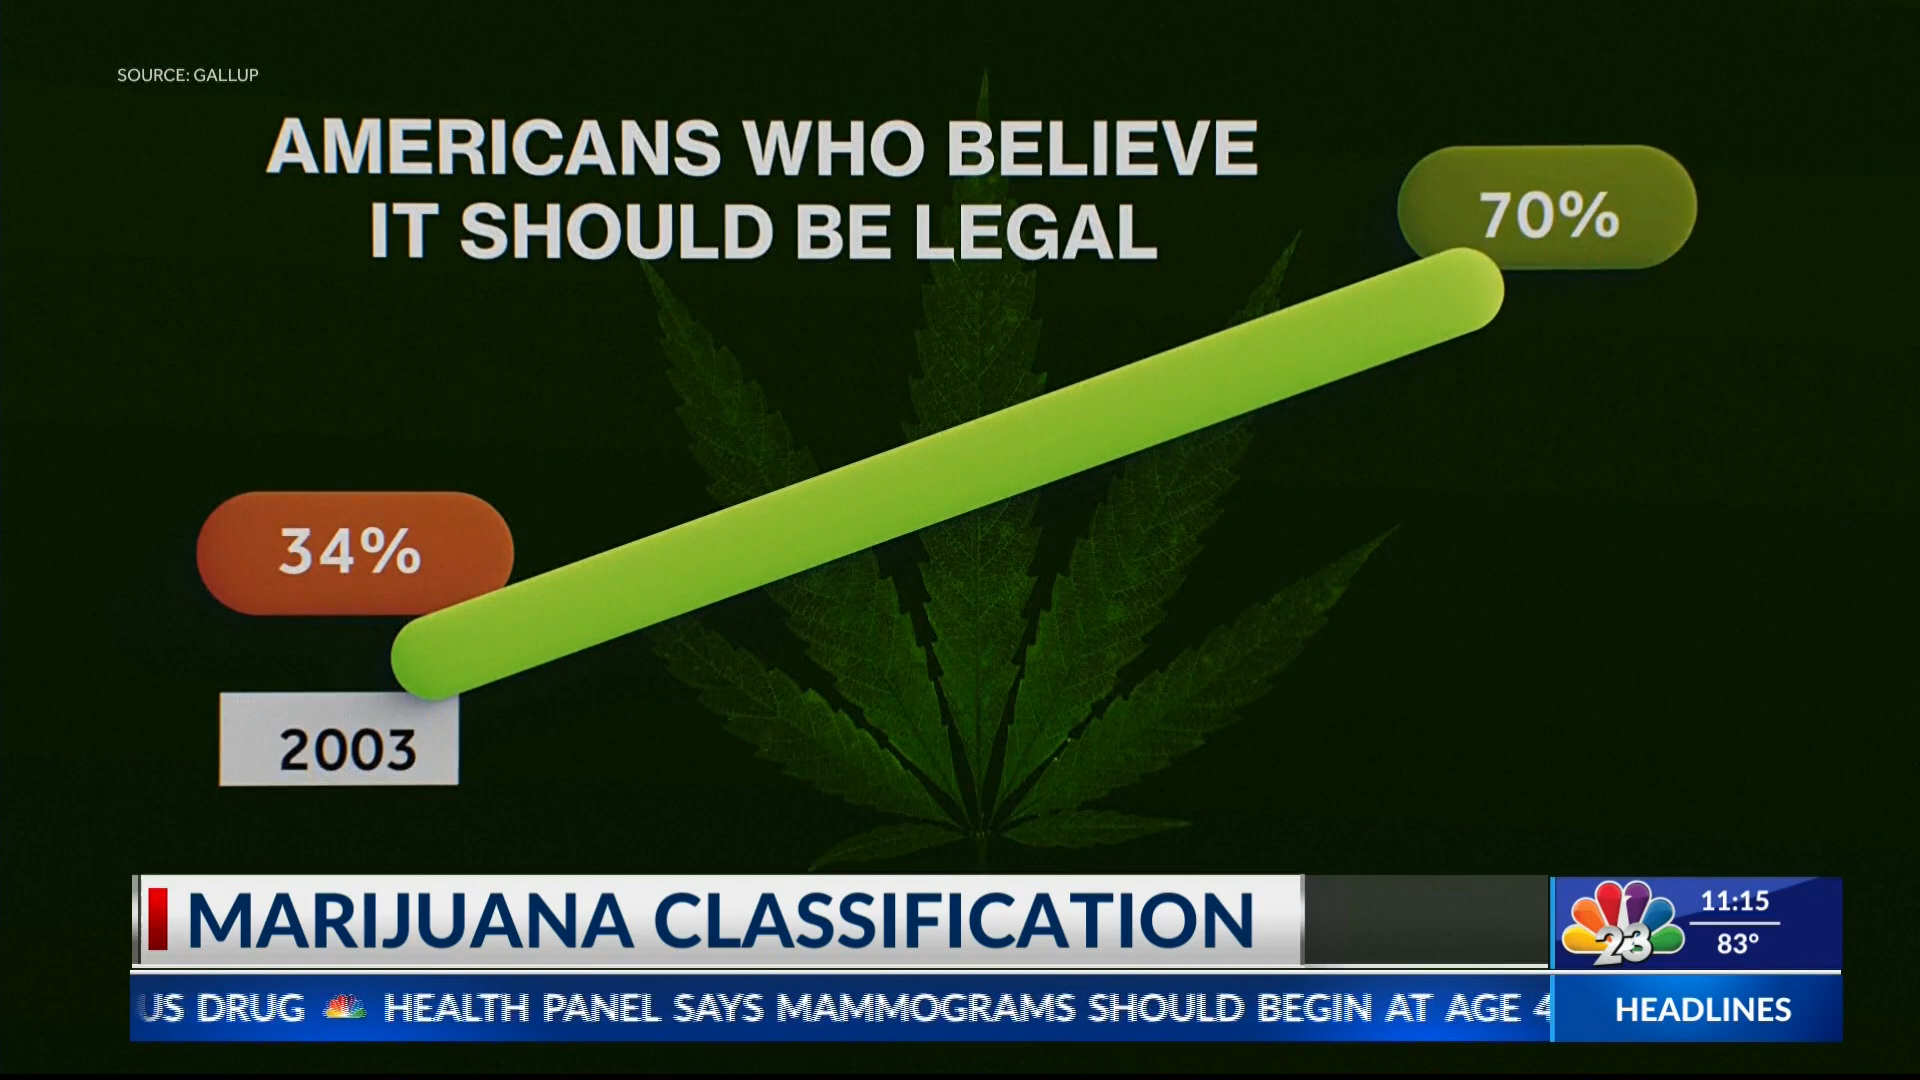 SOURCE: GALLUP
AMERICANS WHO BELIEVE
IT SHOULD BE LEGAL
70%
34%
2003
MARIJUANA CLASSIFICATION
23
11:15
83°
US DRUG HEALTH PANEL SAYS MAMMOGRAMS SHOULD BEGIN AT AGE
HEADLINES